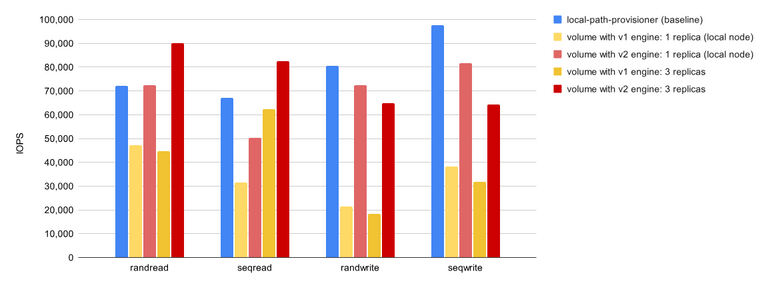 100,000
90,000
80,000
70,000
60,000
50,000
40,000
30,000
20,000
10,000
0
IOPS
randread
seqread
randwrite
seqwrite
local-path-provisioner (baseline)
volume with v1 engine: 1 replica (local node)
volume with v2 engine: 1 replica (local node)
volume with v1 engine: 3 replicas
volume with v2 engine: 3 replicas